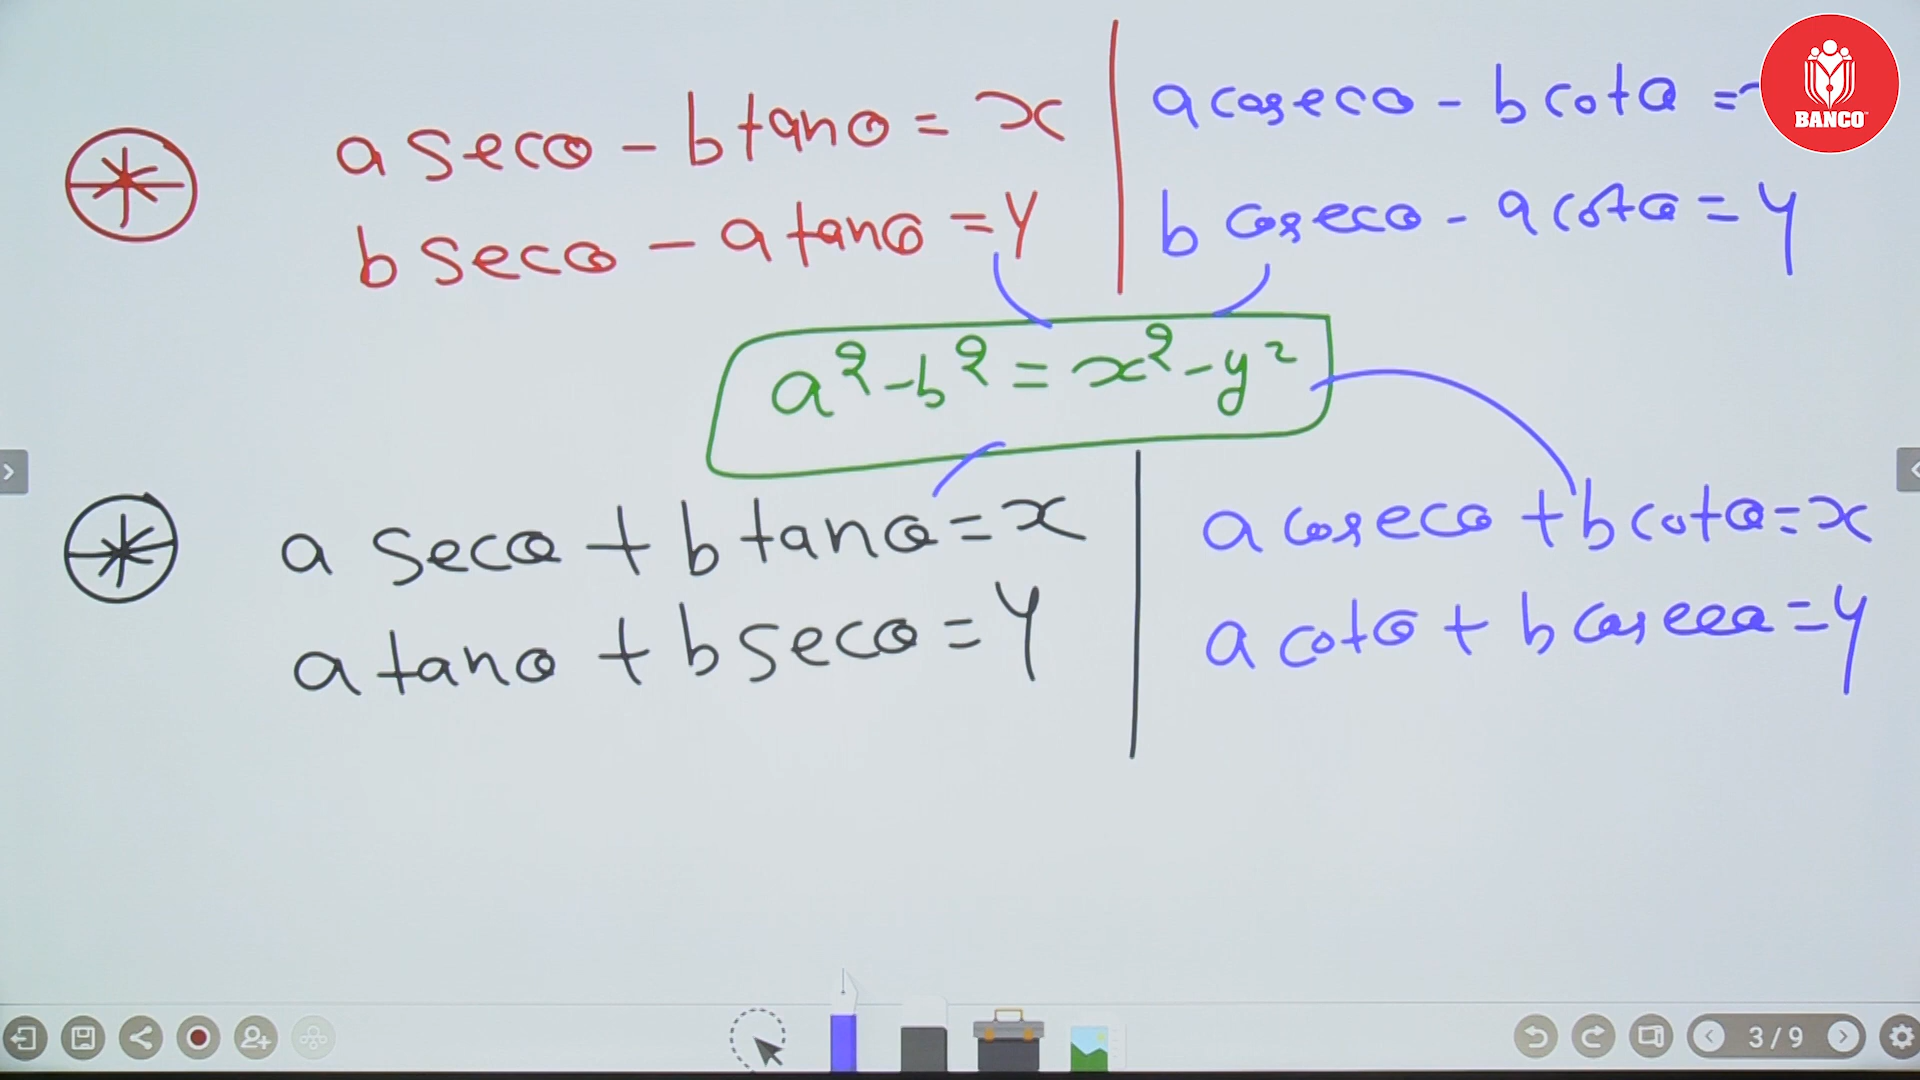 a secθ - b tanθ = x
b secθ - a tanθ = y
a cosecθ - b cotθ =
b cosecθ - a cotθ = y
BANCO
a² - b² = x² - y²
a secθ + b tanθ = x
a tanθ + b secθ = y
a cosecθ + b cotθ = x
a cotθ + b cosecθ = y
3 / 9